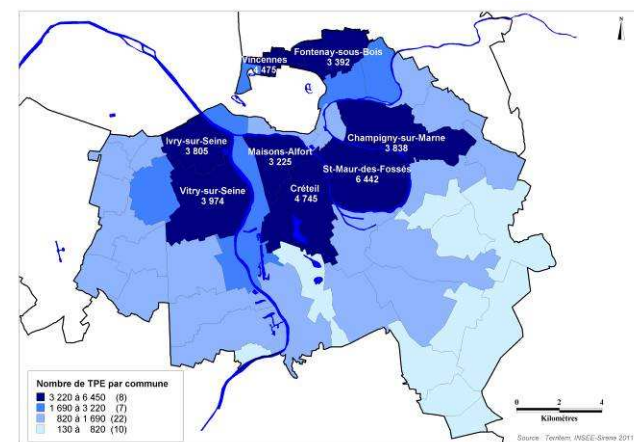 N
Fontenay-sous-Bois
3 392
Vincennes
4 475
Ivry-sur-Seine
3 805
Maisons-Alfort
3 225
Champigny-sur-Marne
3 838
St-Maur-des-Fossés
6 442
Vitry-sur-Seine
3 974
Créteil
4 745
Nombre de TPE par commune
3 220 à 6 450 (8)
1 690 à 3 220 (7)
820 à 1 690 (22)
130 à 820 (10)
0 2 4
Kilomètres
Source : Territem, INSEE-Sirène 2011